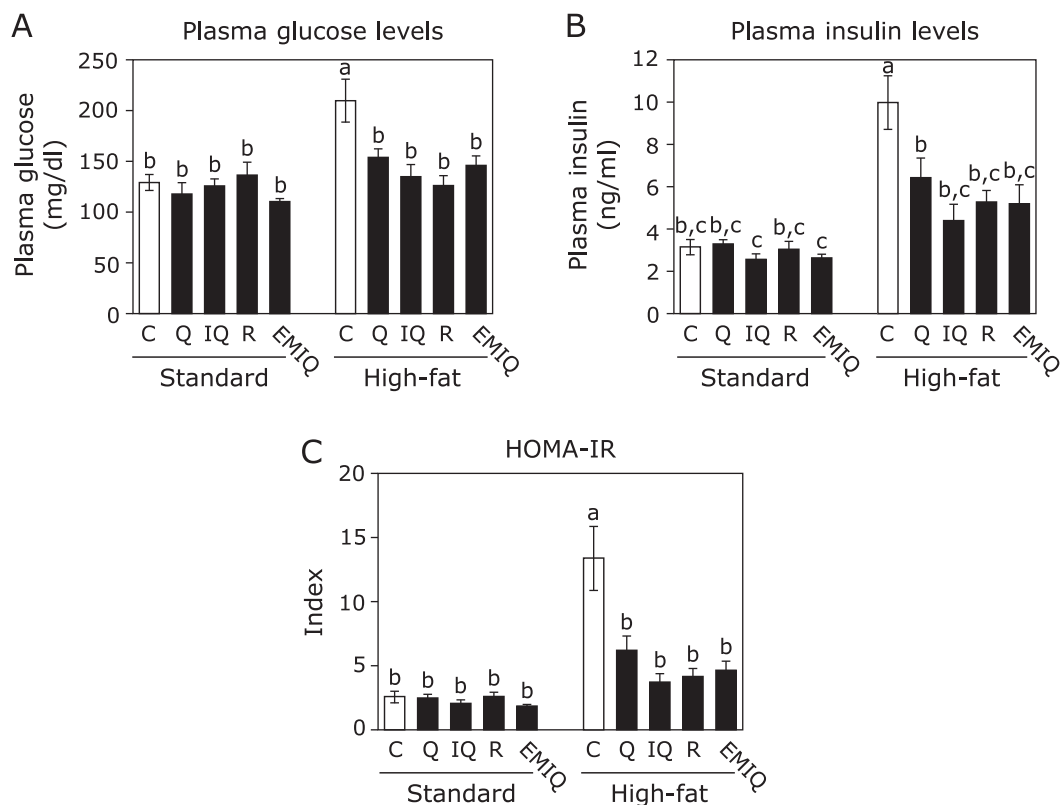 A
Plasma glucose levels
Plasma glucose
(mg/dl)
250
200
150
100
50
0
b b b b b a b b b b
C Q IQ R EMIQ C Q IQ R EMIQ
Standard High-fat
B
Plasma insulin levels
Plasma insulin
(ng/ml)
12
10
8
6
4
2
0
b,c b,c c b,c c a b b,c b,c b,c
C Q IQ R EMIQ C Q IQ R EMIQ
Standard High-fat
C
HOMA-IR
Index
20
15
10
5
0
b b b b b a b b b b
C Q IQ R EMIQ C Q IQ R EMIQ
Standard High-fat